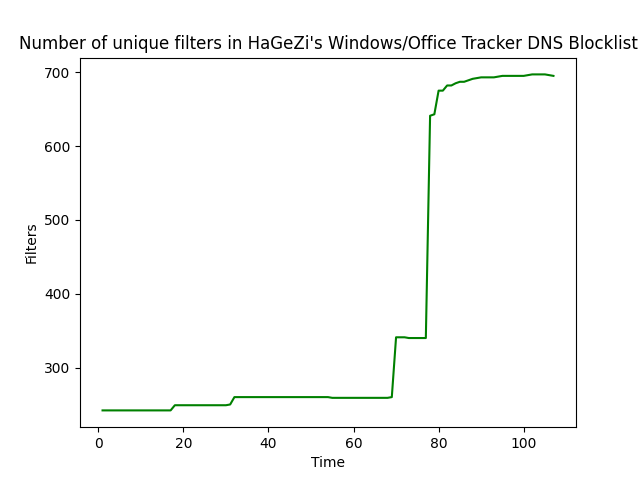 Number of unique filters in HaGeZi's Windows/Office Tracker DNS Blocklist
700
600
500
400
300
Filters
0 20 40 60 80 100
Time